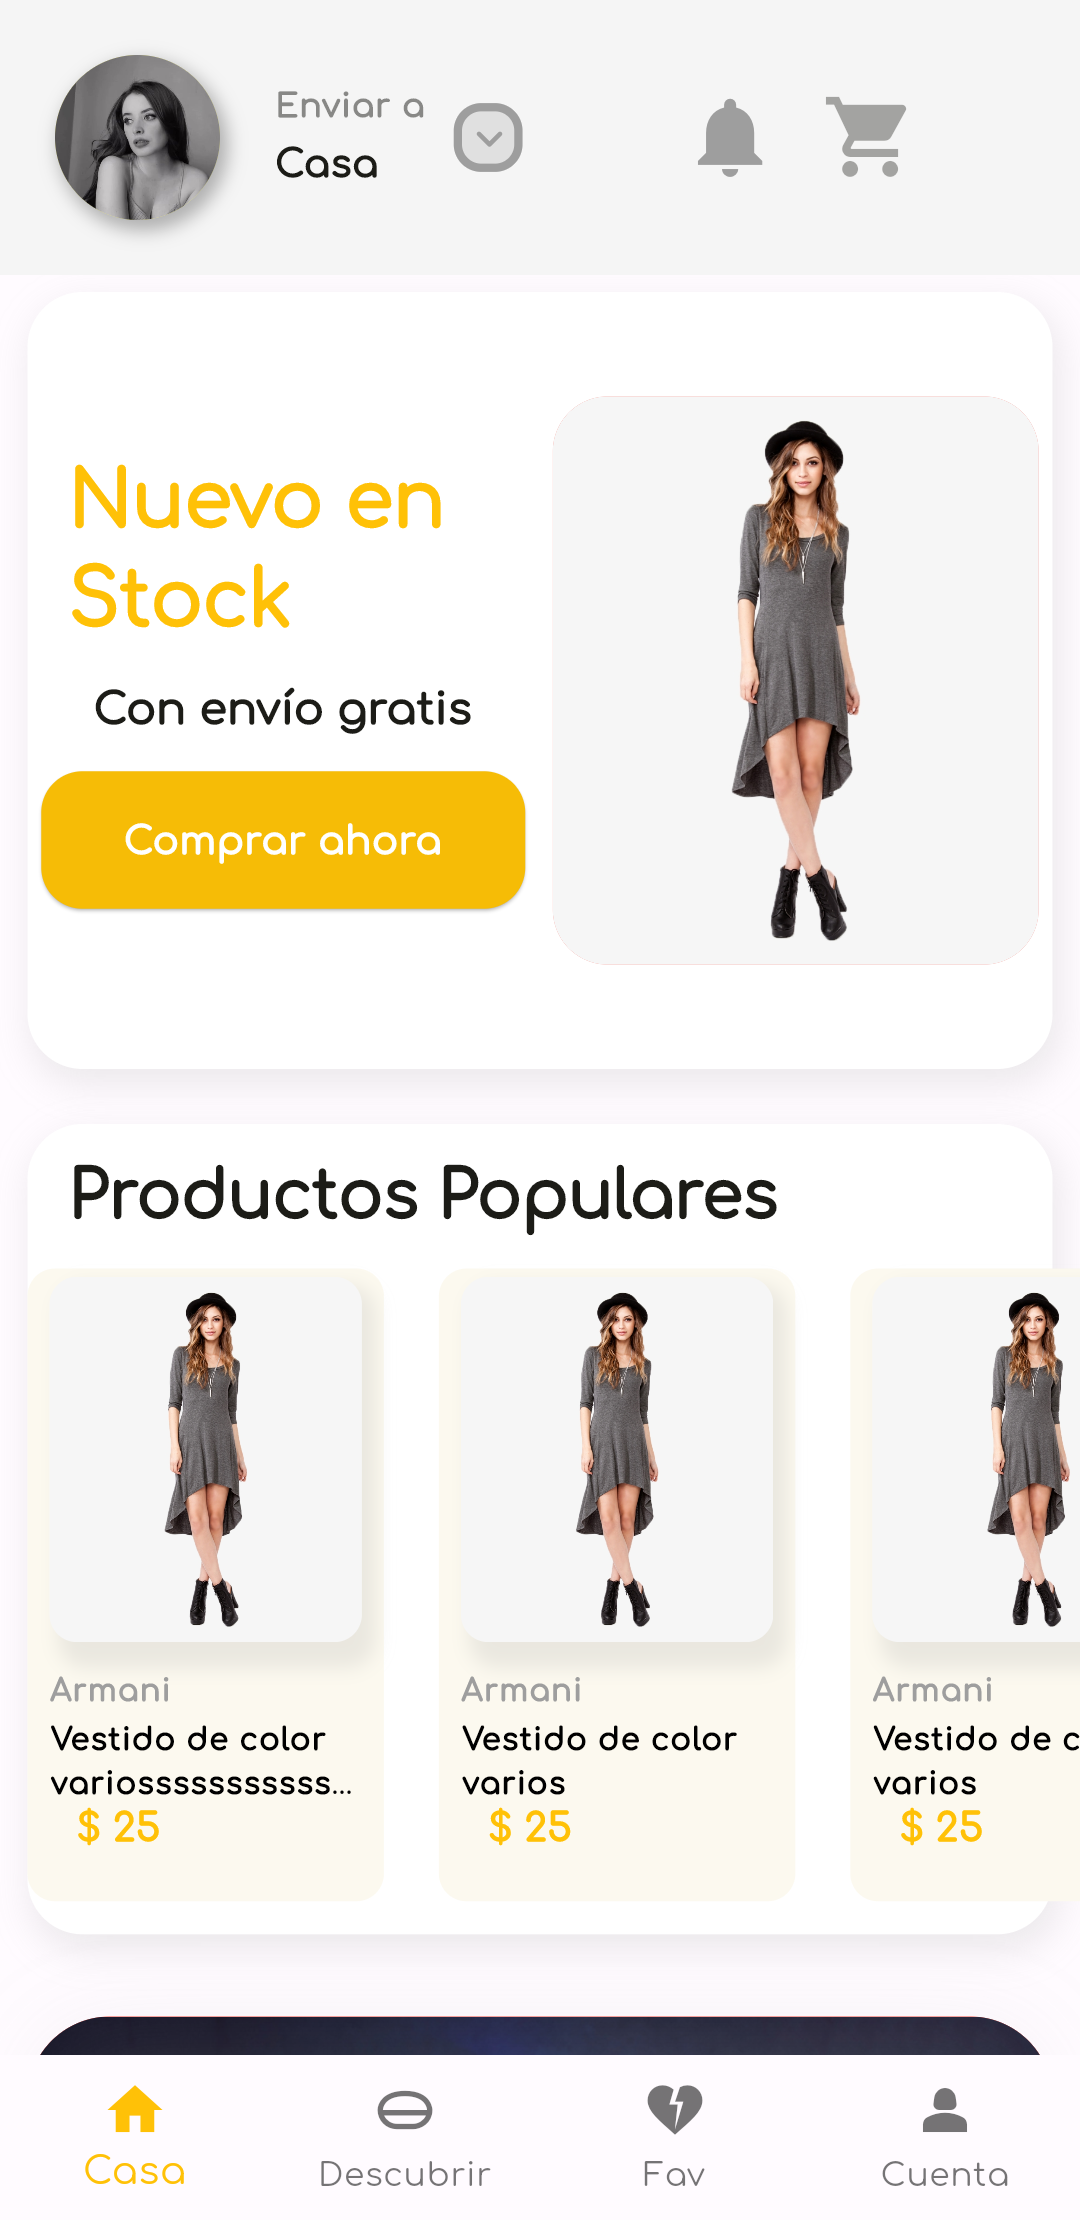 Enviar a
Casa
Nuevo en
Stock
Con envío gratis
Comprar ahora
Productos Populares
Armani
Vestido de color
variosssssssssss...
$ 25
Armani
Vestido de color
varios
$ 25
Armani
Vestido de c
varios
$ 25
Casa
Descubrir
Fav
Cuenta